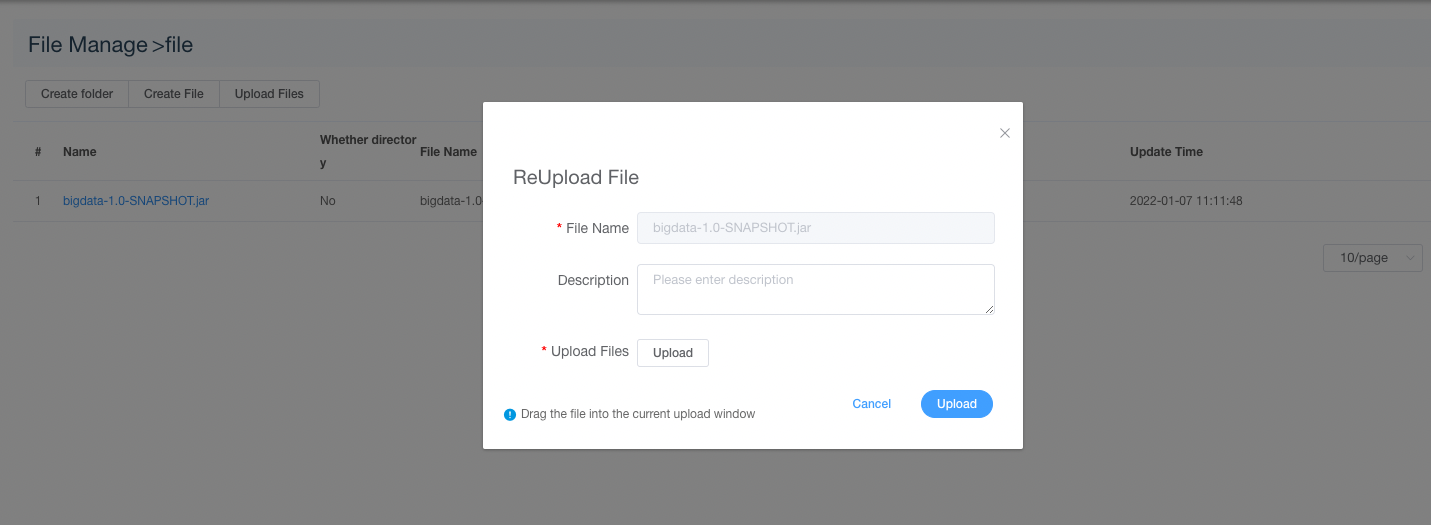 File Manage >file
Create folder Create File Upload Files
# Name Whether director
y File Name Update Time
1 bigdata-1.0-SNAPSHOT.jar No bigdata-1.0 2022-01-07 11:11:48
10/page
ReUpload File
* File Name bigdata-1.0-SNAPSHOT.jar
Description Please enter description
* Upload Files Upload
Cancel Upload
Drag the file into the current upload window